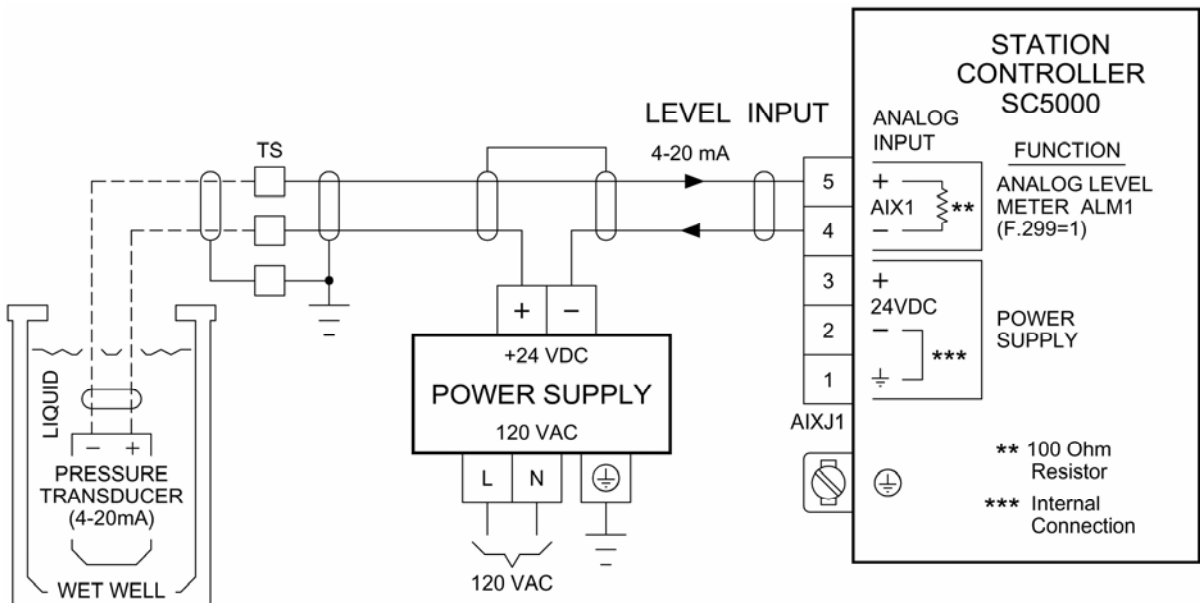 STATION
CONTROLLER
SC5000
LEVEL INPUT
4-20 mA
ANALOG
INPUT
FUNCTION
TS
5
+
AIX1
**
−
4
ANALOG LEVEL
METER ALM1
(F.299=1)
3
+
24VDC
2
−
***
1
POWER
SUPPLY
AIXJ1
+ −
+24 VDC
POWER SUPPLY
120 VAC
L N
120 VAC
** 100 Ohm
Resistor
*** Internal
Connection
LIQUID
− +
PRESSURE
TRANSDUCER
(4-20mA)
WET WELL